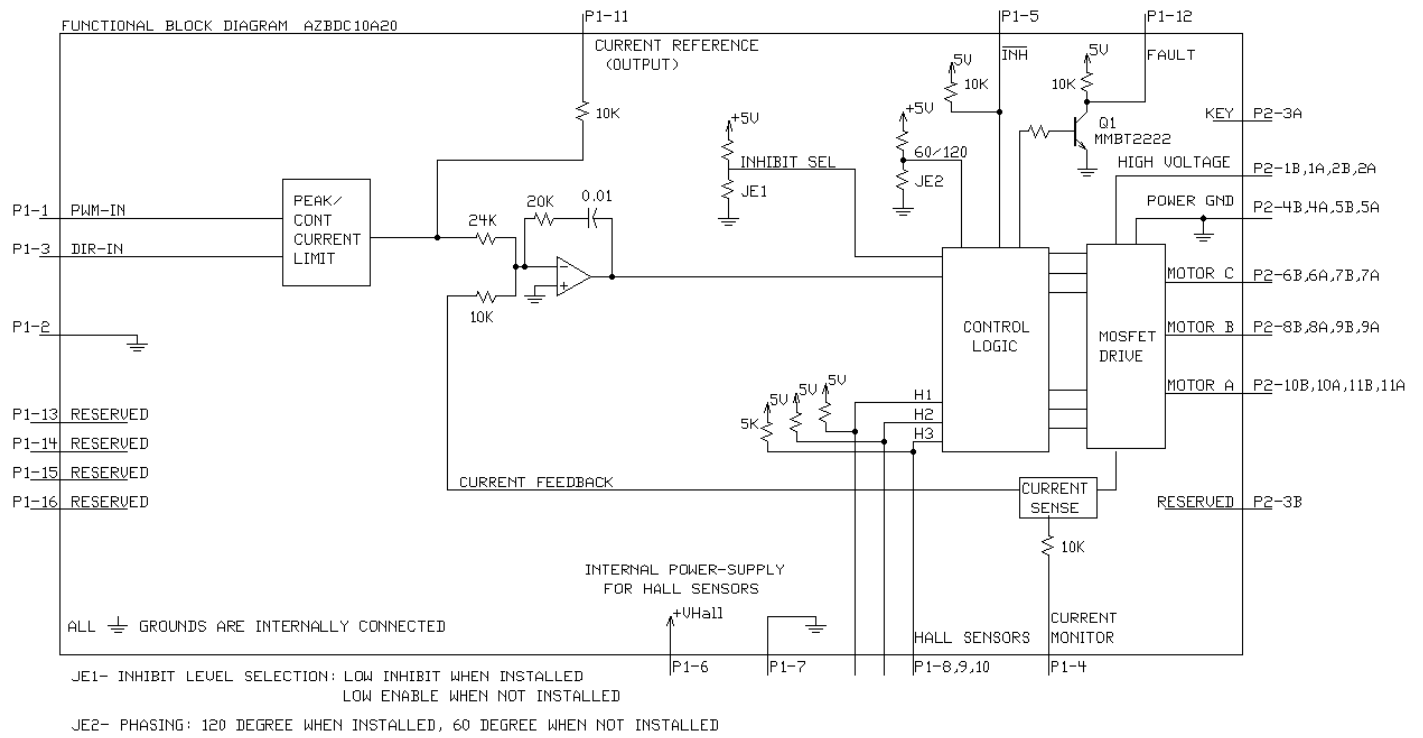 FUNCTIONAL BLOCK DIAGRAM AZBDC10A20
P1-11
P1-5
P1-12
CURRENT REFERENCE
(OUTPUT)
INH
FAULT
5V
10K
5V
10K
10K
KEY
P2-3A
+5V
+5V
Q1
MMBT2222
INHIBIT SEL
60/120
HIGH VOLTAGE
P2-1B,1A,2B,2A
JE1
JE2
PEAK/
CONT
CURRENT
LIMIT
P1-1
PWM-IN
P1-3
DIR-IN
24K
20K
0.01
POWER GND
P2-4B,4A,5B,5A
−
+
10K
MOTOR C
P2-6B,6A,7B,7A
P1-2
CONTROL
LOGIC
MOSFET
DRIVE
MOTOR B
P2-8B,8A,9B,9A
MOTOR A
P2-10B,10A,11B,11A
5V
5V
5V
5K
H1
H2
H3
P1-13
RESERVED
P1-14
RESERVED
P1-15
RESERVED
P1-16
RESERVED
CURRENT FEEDBACK
CURRENT
SENSE
RESERVED
P2-3B
10K
INTERNAL POWER-SUPPLY
FOR HALL SENSORS
+VHall
ALL GROUNDS ARE INTERNALLY CONNECTED
HALL SENSORS
CURRENT
MONITOR
P1-6
P1-7
P1-8,9,10
P1-4
JE1- INHIBIT LEVEL SELECTION: LOW INHIBIT WHEN INSTALLED
LOW ENABLE WHEN NOT INSTALLED
JE2- PHASING: 120 DEGREE WHEN INSTALLED, 60 DEGREE WHEN NOT INSTALLED